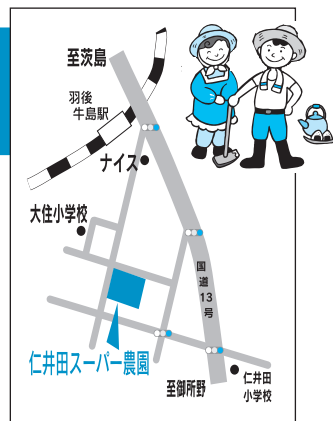 至茨島
羽後
牛島駅
ナイス
大住小学校
国道13号
仁井田スーパー農園
至御所野
仁井田
小学校